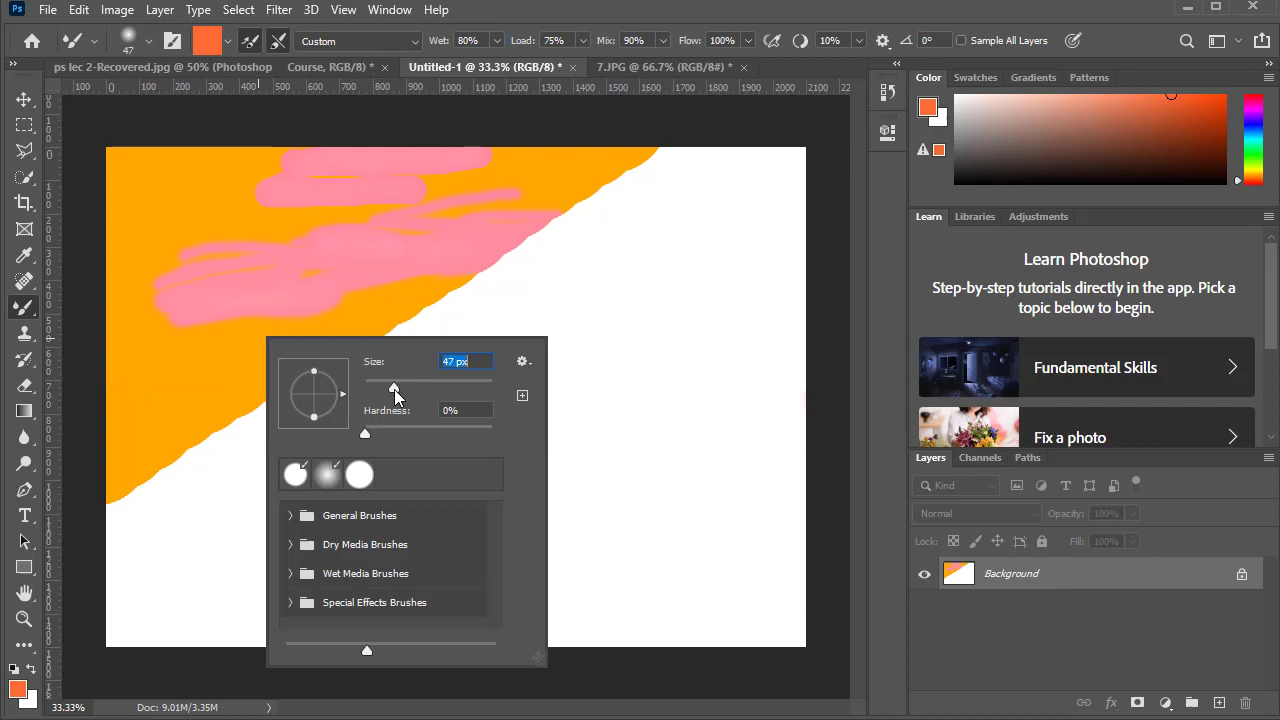 Ps File Edit Image Layer Type Select Filter 3D View Window Help
47 Custom Wet: 80% Load: 75% Mix: 90% Flow: 100% 10% 0° Sample All Layers
ps lec 2-Recovered.jpg @ 50% (Photoshop Course, RGB/8) * × Untitled-1 @ 33.3% (RGB/8) * × 7.JPG @ 66.7% (RGB/8#) * ×
100 0 100 200 300 400 500 600 700 800 900 1000 1100 1200 1300 1400 1500 1600 1700 1800 1900 2000 2100
Color Swatches Gradients Patterns
Learn Libraries Adjustments
Learn Photoshop
Step-by-step tutorials directly in the app. Pick a
topic below to begin.
Fundamental Skills
Fix a photo
Size: 47 px
Hardness: 0%
General Brushes
Dry Media Brushes
Wet Media Brushes
Special Effects Brushes
Layers Channels Paths
Kind
Normal Opacity: 100%
Lock: Fill: 100%
Background
33.33% Doc: 9.01M/3.35M